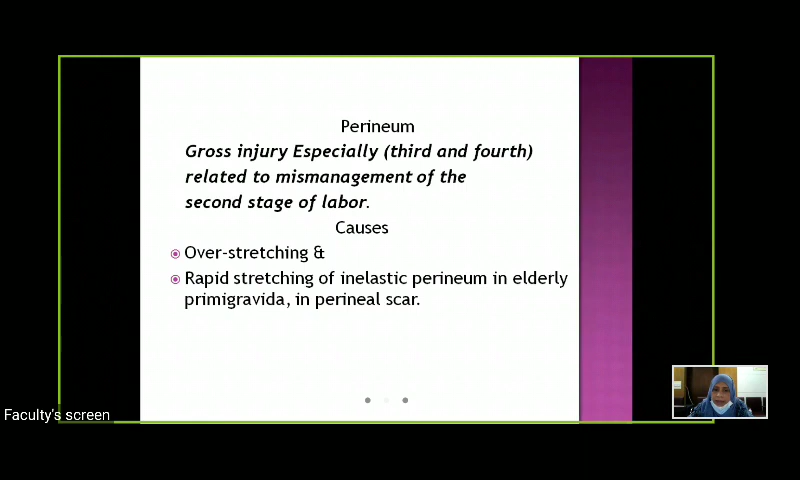 Perineum
Gross injury Especially (third and fourth)
related to mismanagement of the
second stage of labor.
Causes
Over-stretching &
Rapid stretching of inelastic perineum in elderly
primigravida, in perineal scar.
Faculty's screen